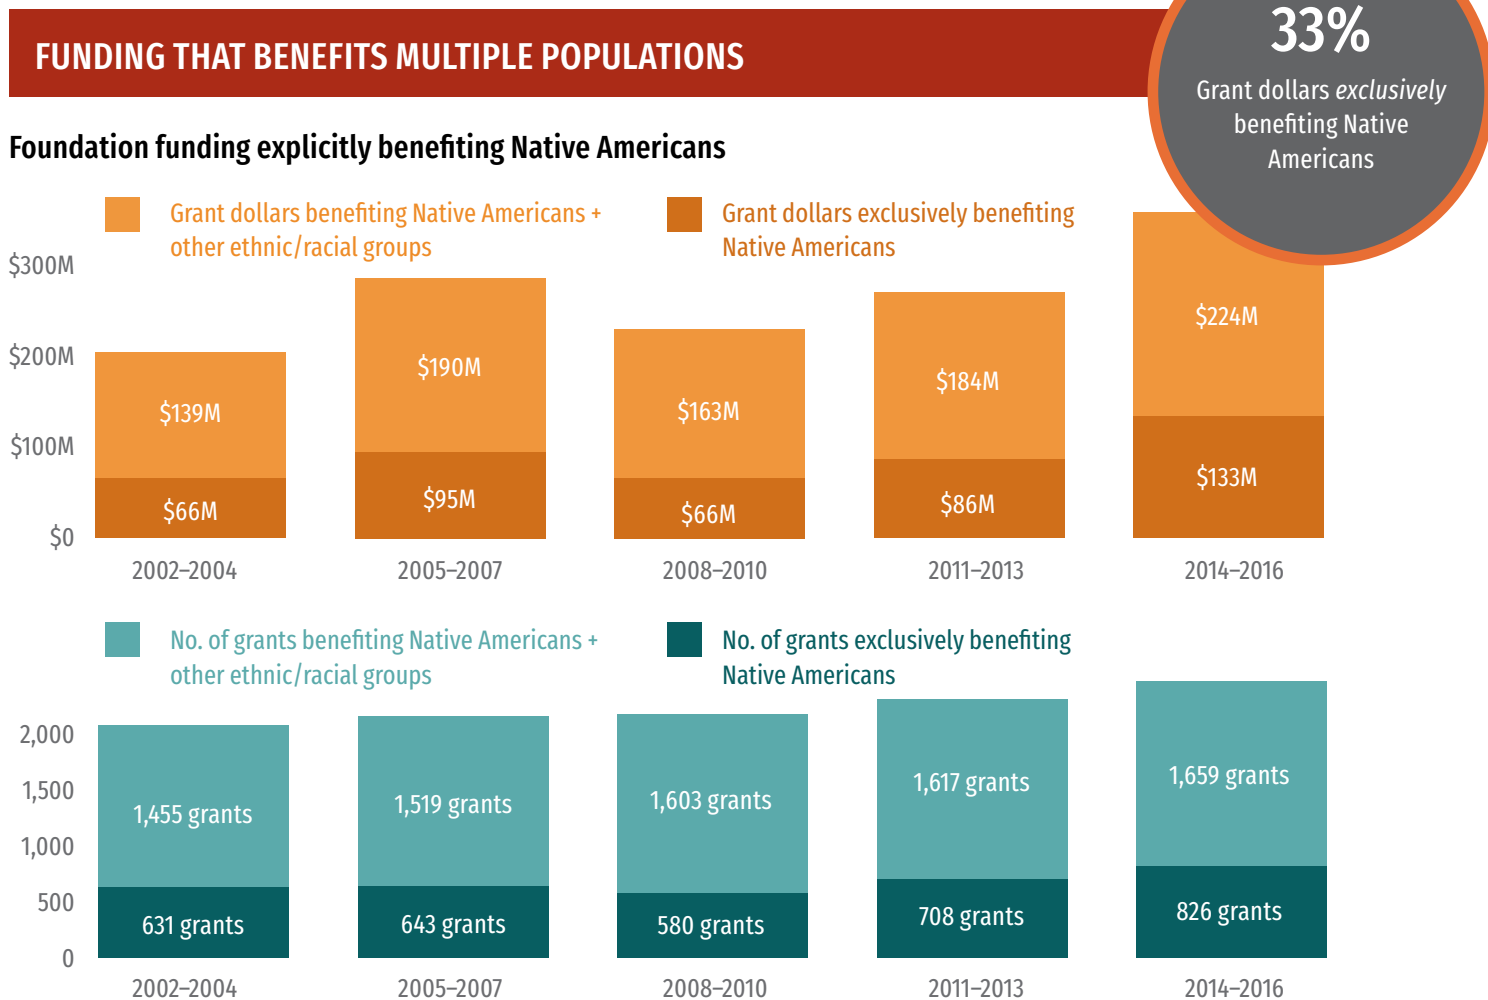 FUNDING THAT BENEFITS MULTIPLE POPULATIONS
33%
Grant dollars exclusively
benefiting Native
Americans
Foundation funding explicitly benefiting Native Americans
Grant dollars benefiting Native Americans +
other ethnic/racial groups
Grant dollars exclusively benefiting
Native Americans
$300M
$200M
$100M
$0
$139M
$66M
$190M
$95M
$163M
$66M
$184M
$86M
$224M
$133M
2002–2004
2005–2007
2008–2010
2011–2013
2014–2016
No. of grants benefiting Native Americans +
other ethnic/racial groups
No. of grants exclusively benefiting
Native Americans
2,000
1,500
1,000
500
0
1,455 grants
631 grants
1,519 grants
643 grants
1,603 grants
580 grants
1,617 grants
708 grants
1,659 grants
826 grants
2002–2004
2005–2007
2008–2010
2011–2013
2014–2016